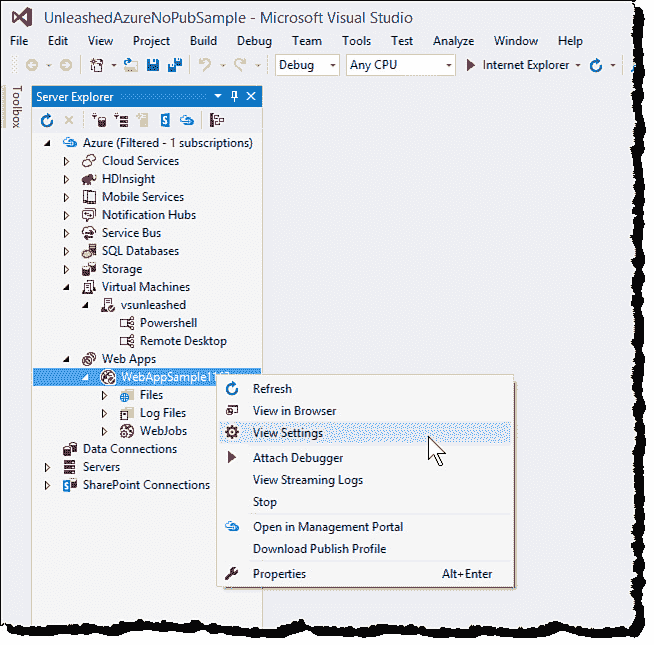 UnleashedAzureNoPubSample - Microsoft Visual Studio
File Edit View Project Build Debug Team Tools Test Analyze Window Help
Debug Any CPU Internet Explorer
Toolbox
Server Explorer
Azure (Filtered - 1 subscriptions)
Cloud Services
HDInsight
Mobile Services
Notification Hubs
Service Bus
SQL Databases
Storage
Virtual Machines
vsunleashed
Powershell
Remote Desktop
Web Apps
Files
Log Files
WebJobs
Data Connections
Servers
SharePoint Connections
Refresh
View in Browser
View Settings
Attach Debugger
View Streaming Logs
Stop
Open in Management Portal
Download Publish Profile
Properties Alt+Enter